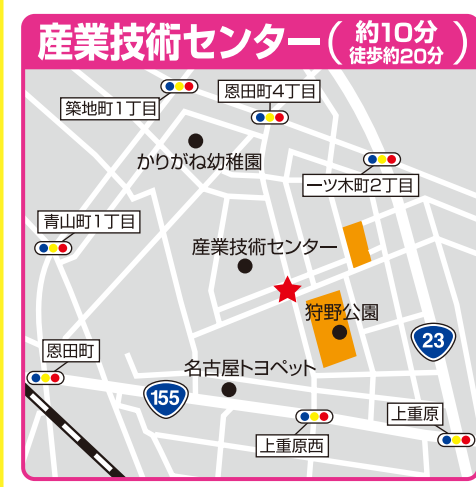 産業技術センター(約10分 徒歩約20分)
恩田町4丁目
築地町1丁目
かりがね幼稚園
一ツ木町2丁目
青山町1丁目
産業技術センター
狩野公園
23
恩田町
名古屋トヨペット
155
上重原
上重原西